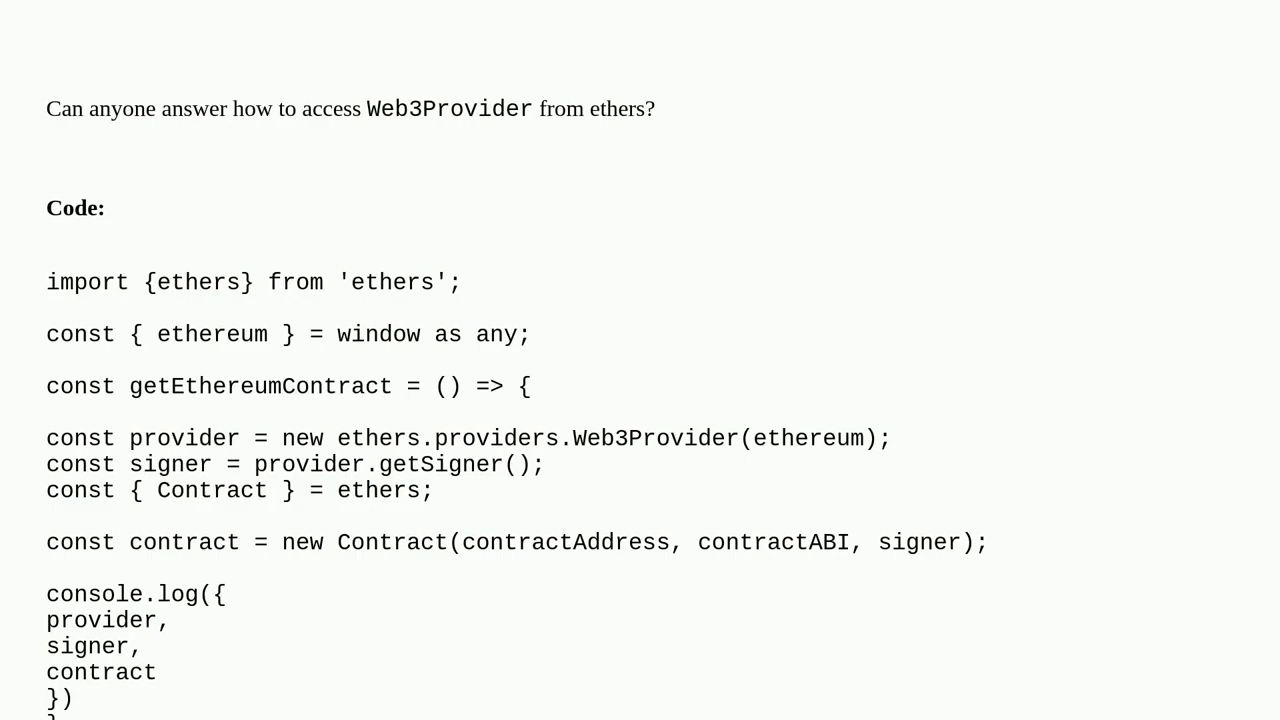 Can anyone answer how to access Web3Provider from ethers?
Code:
import {ethers} from 'ethers';
const { ethereum } = window as any;
const getEthereumContract = () => {
const provider = new ethers.providers.Web3Provider(ethereum);
const signer = provider.getSigner();
const { Contract } = ethers;
const contract = new Contract(contractAddress, contractABI, signer);
console.log({
provider,
signer,
contract
})
}